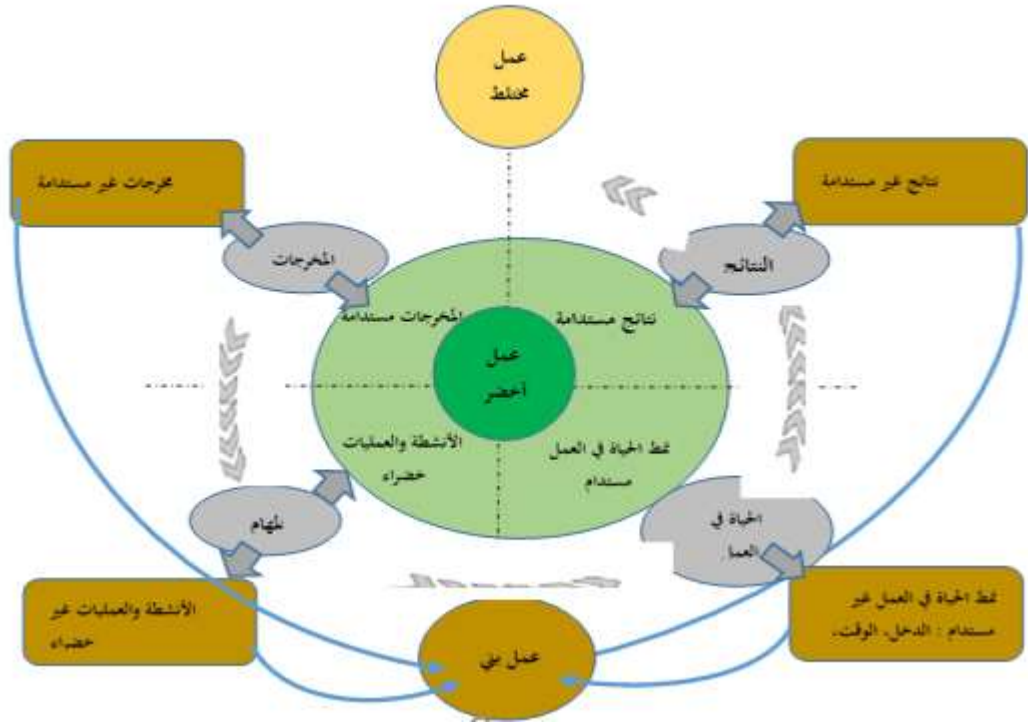 عمل
مختلط
نتائج غير مستدامة
مخرجات غير مستدامة
النتائج
المخرجات
نتائج مستدامة
المخرجات مستدامة
عمل
أخضر
نمط الحياة في العمل
مستدام
الأنشطة والعمليات
خضراء
الحياة في
العمل
المهام
نمط الحياة في العمل غير
مستدام : الدخل، الوقت،
الأنشطة والعمليات غير
خضراء
عمل بني